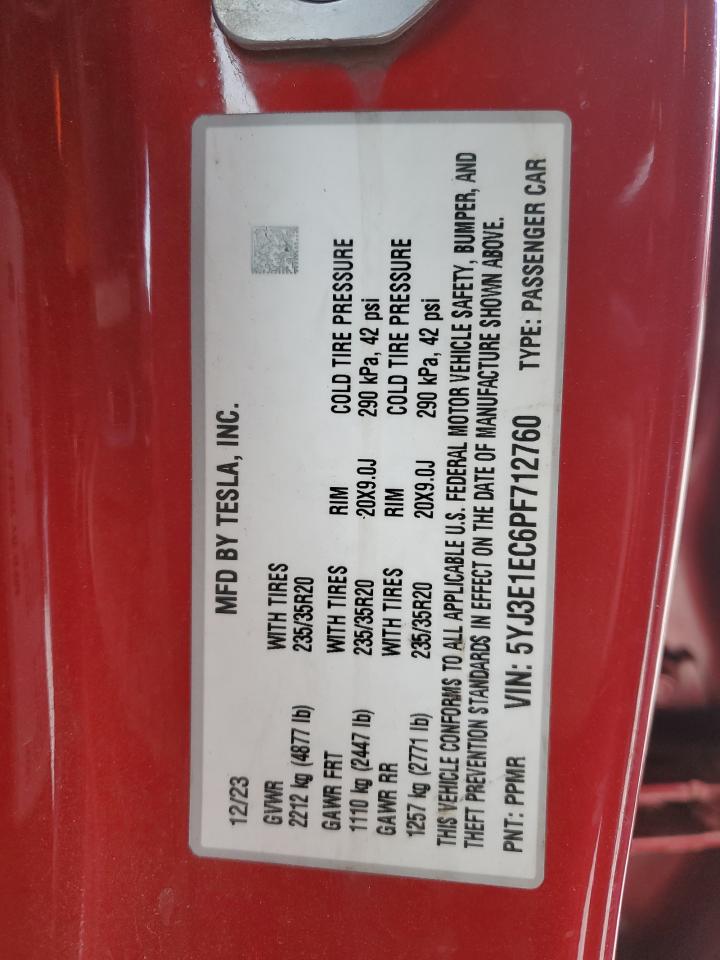 MFD BY TESLA, INC.
12/23
GVWR WITH TIRES
2212 kg (4877 lb) 235/35R20
GAWR FRT WITH TIRES RIM COLD TIRE PRESSURE
1110 kg (2447 lb) 235/35R20 20X9.0J 290 kPa, 42 psi
GAWR RR WITH TIRES RIM COLD TIRE PRESSURE
1257 kg (2771 lb) 235/35R20 20X9.0J 290 kPa, 42 psi
THIS VEHICLE CONFORMS TO ALL APPLICABLE U.S. FEDERAL MOTOR VEHICLE SAFETY, BUMPER, AND
THEFT PREVENTION STANDARDS IN EFFECT ON THE DATE OF MANUFACTURE SHOWN ABOVE.
PNT: PPMR VIN: 5YJ3E1EC6PF712760 TYPE: PASSENGER CAR